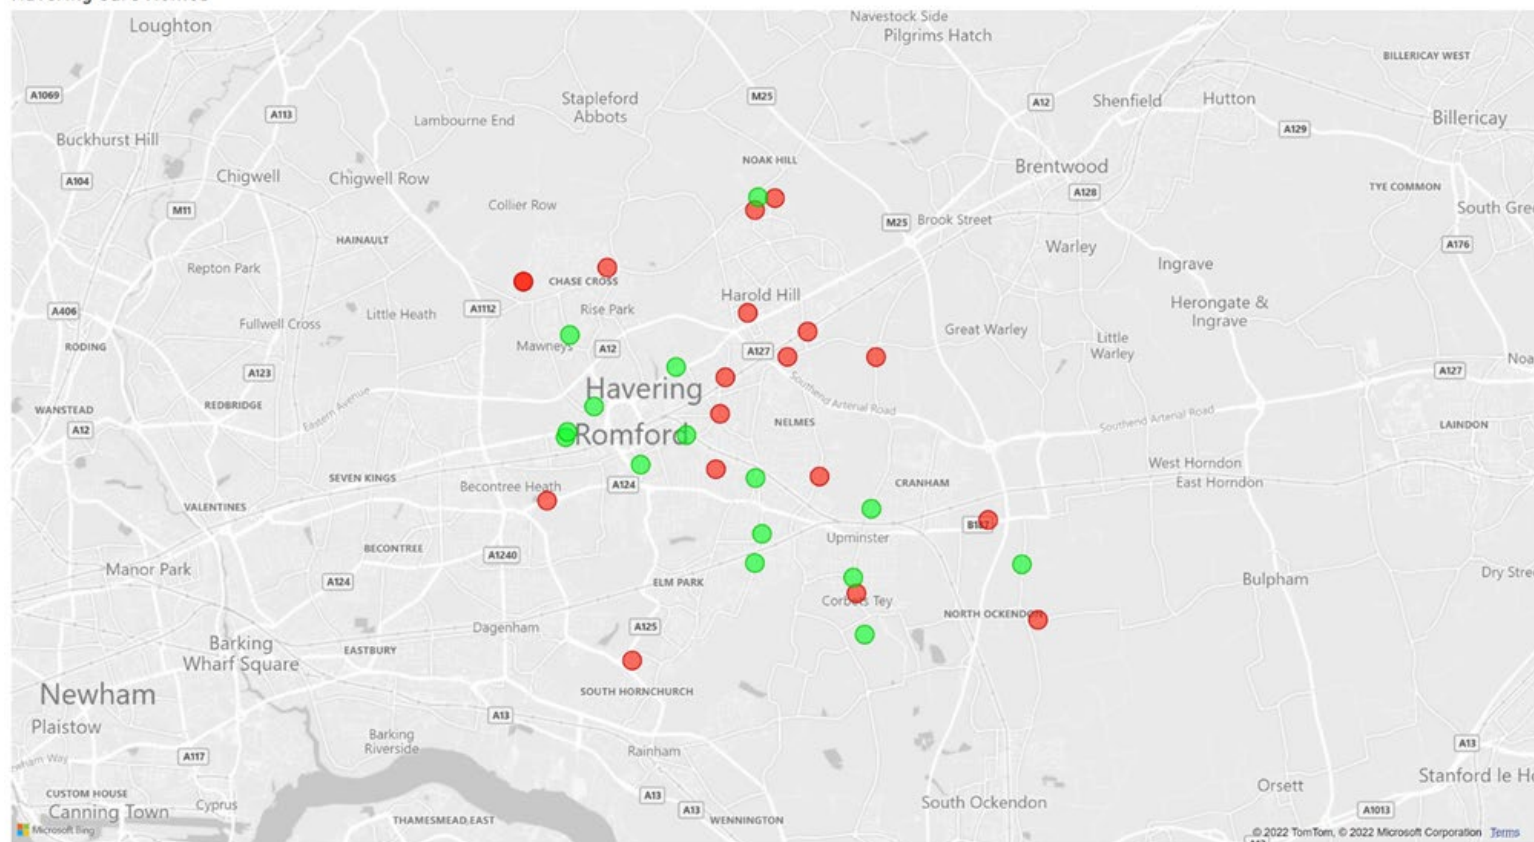 Loughton
Navestock Side
Pilgrims Hatch
BILLERICAY WEST
A1069
M25
A12
Shenfield
Hutton
Stapleford
Abbots
A113
Lambourne End
A129
Billericay
Buckhurst Hill
NOAK HILL
Brentwood
A104
Chigwell
Chigwell Row
A128
TYE COMMON
M11
Collier Row
M25
Brook Street
South Gre
HAINAULT
Warley
A176
Repton Park
CHASE CROSS
Ingrave
Harold Hill
A406
Little Heath
A1112
Rise Park
Herongate &
Ingrave
Fullwell Cross
Great Warley
Little
Warley
RODING
Mawneys
A12
A127
Noa
A123
A127
Havering
Southend Arterial Road
WANSTEAD
REDBRIDGE
Eastern Avenue
A12
NELMES
Southend Arterial Road
LAINDON
Romford
SEVEN KINGS
Becontree Heath
A124
CRANHAM
West Horndon
East Horndon
VALENTINES
Upminster
BECONTREE
A1240
Manor Park
A124
ELM PARK
Bulpham
Dry Stre
Corbets Tey
NORTH OCKENDON
Dagenham
A125
Barking
Wharf Square
EASTBURY
Newham
SOUTH HORNCHURCH
Plaistow
A13
Barking
Riverside
Rainham
A13
A117
wham Way
CUSTOM HOUSE
Canning Town
Cyprus
A13
A13
WENNINGTON
South Ockendon
Orsett
Stanford le H
A1013
THAMESMEAD EAST
Microsoft Bing
© 2022 TomTom, © 2022 Microsoft Corporation Terms